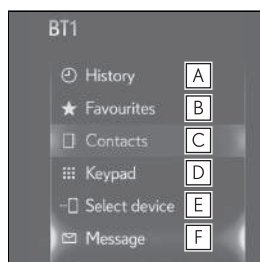 BT1
History A
Favourites B
Contacts C
Keypad D
Select device E
Message F